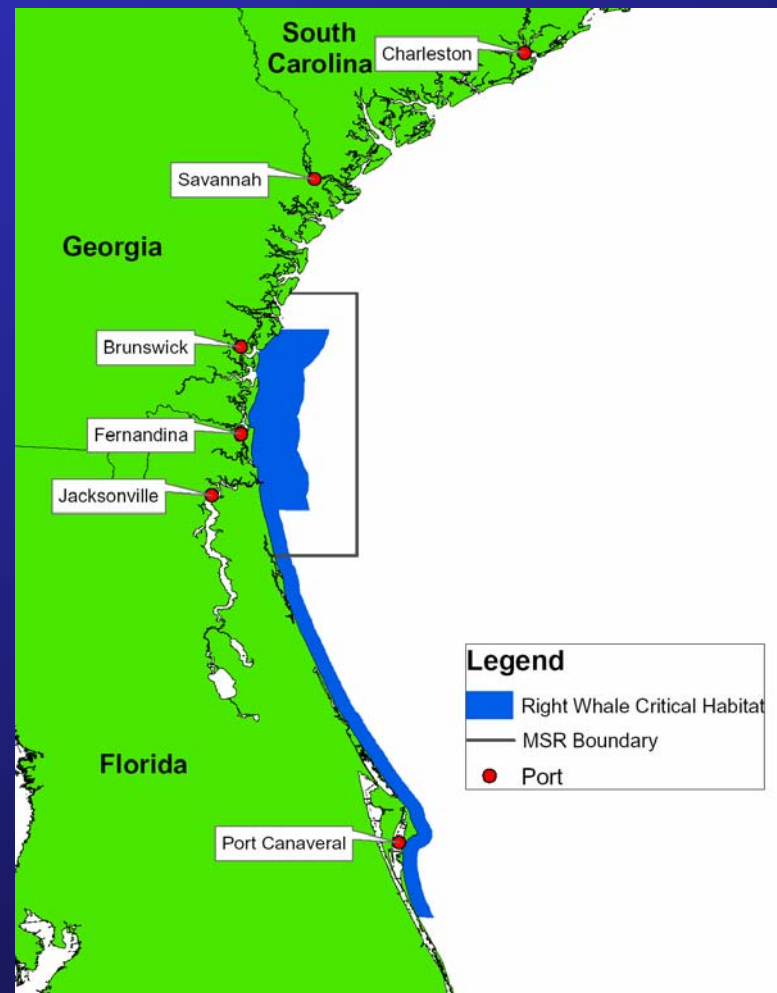 South
Carolina
Charleston
Savannah
Georgia
Brunswick
Fernandina
Jacksonville
Legend
Right Whale Critical Habitat
MSR Boundary
Port
Florida
Port Canaveral